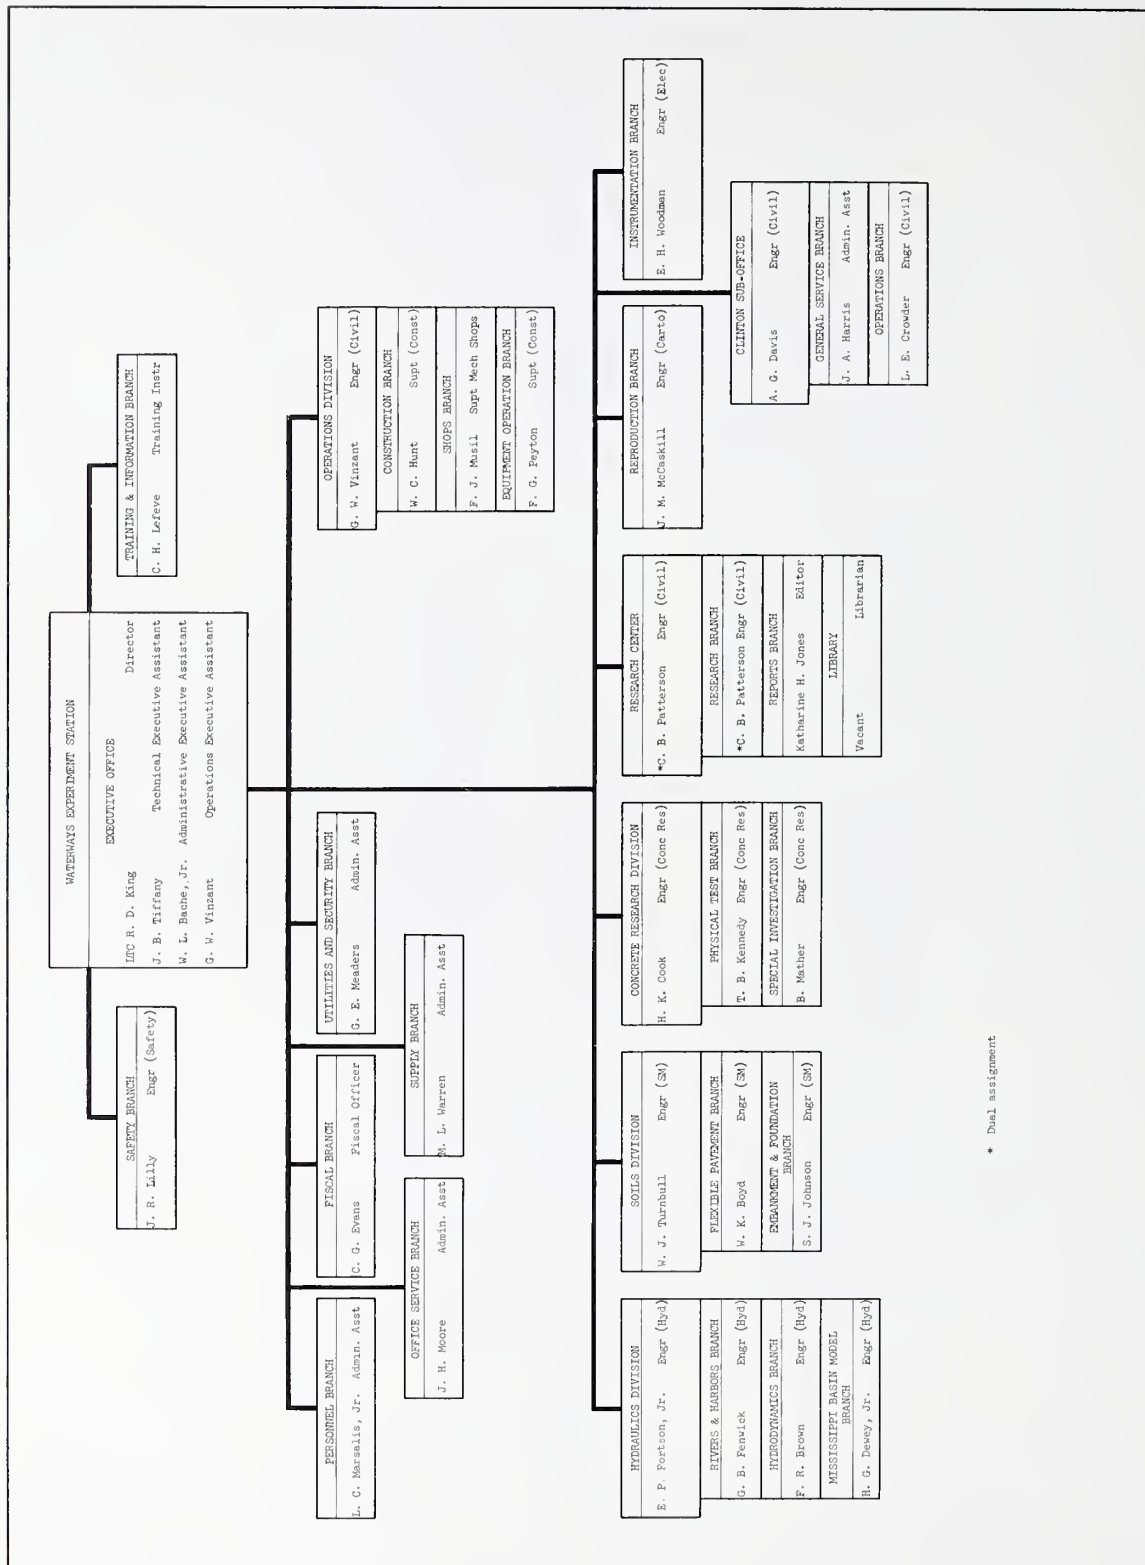 WATERWAYS EXPERIMENT STATION
EXECUTIVE OFFICE
LTC R. D. King Director
J. B. Tiffany Technical Executive Assistant
W. L. Bache, Jr. Administrative Executive Assistant
G. W. Vinzant Operations Executive Assistant
SAFETY BRANCH
J. R. Lilly Engr (Safety)
TRAINING & INFORMATION BRANCH
C. H. Lefeve Training Instr
PERSONNEL BRANCH
L. C. Marsalis, Jr. Admin. Asst
FISCAL BRANCH
C. G. Evans Fiscal Officer
UTILITIES AND SECURITY BRANCH
G. E. Meaders Admin. Asst
OFFICE SERVICE BRANCH
J. H. Moore Admin. Asst
SUPPLY BRANCH
M. L. Warren Admin. Asst
OPERATIONS DIVISION
G. W. Vinzant Engr (Civil)
CONSTRUCTION BRANCH
W. C. Hunt Supt (Const)
SHOPS BRANCH
F. J. Musil Supt Mech Shops
EQUIPMENT OPERATION BRANCH
F. G. Peyton Supt (Const)
HYDRAULICS DIVISION
E. P. Fortson, Jr. Engr (Hyd)
RIVERS & HARBORS BRANCH
G. B. Fenwick Engr (Hyd)
HYDRODYNAMICS BRANCH
F. R. Brown Engr (Hyd)
MISSISSIPPI BASIN MODEL
BRANCH
H. G. Dewey, Jr. Engr (Hyd)
SOILS DIVISION
W. J. Turnbull Engr (SM)
FLEXIBLE PAVEMENT BRANCH
W. K. Boyd Engr (SM)
EMBANKMENT & FOUNDATION
BRANCH
S. J. Johnson Engr (SM)
CONCRETE RESEARCH DIVISION
H. K. Cook Engr (Conc Res)
PHYSICAL TEST BRANCH
T. B. Kennedy Engr (Conc Res)
SPECIAL INVESTIGATION BRANCH
B. Mather Engr (Conc Res)
RESEARCH CENTER
*C. B. Patterson Engr (Civil)
RESEARCH BRANCH
*C. B. Patterson Engr (Civil)
REPORTS BRANCH
Katharine H. Jones Editor
LIBRARY
Vacant Librarian
REPRODUCTION BRANCH
J. M. McCaskill Engr (Carto)
INSTRUMENTATION BRANCH
E. H. Woodman Engr (Elec)
CLINTON SUB-OFFICE
A. G. Davis Engr (Civil)
GENERAL SERVICE BRANCH
J. A. Harris Admin. Asst
OPERATIONS BRANCH
L. E. Crowder Engr (Civil)
* Dual assignment